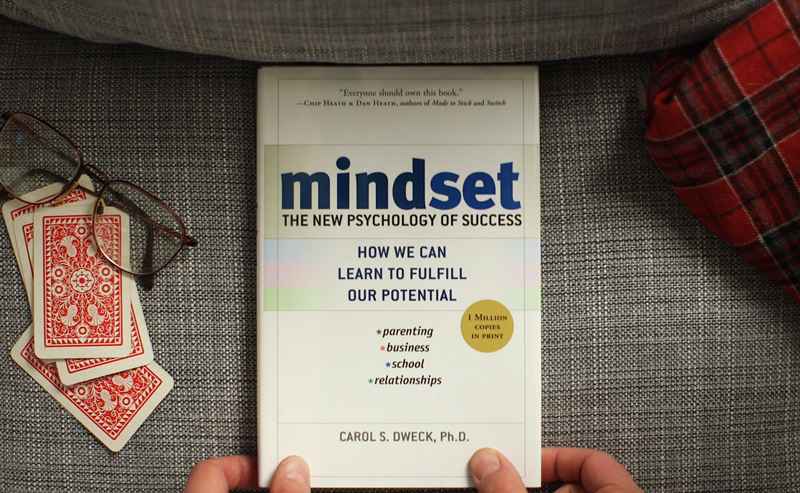 "Everyone should own this book."
—Chip Heath & Dan Heath, authors of Made to Stick and Switch
mindset
THE NEW PSYCHOLOGY OF SUCCESS
HOW WE CAN
LEARN TO FULFILL
OUR POTENTIAL
*parenting
*business
*school
*relationships
1 Million
copies
in print
CAROL S. DWECK, Ph.D.